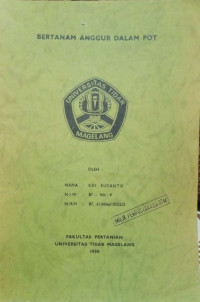 BERTANAM ANGGUR DALAM POT
UNIVERSITAS TIDAR
MAGELANG
OLEH :
NAMA : EDI SUSANTO
N I M :
N I R M :
FAKULTAS PERTANIAN
UNIVERSITAS TIDAR MAGELANG